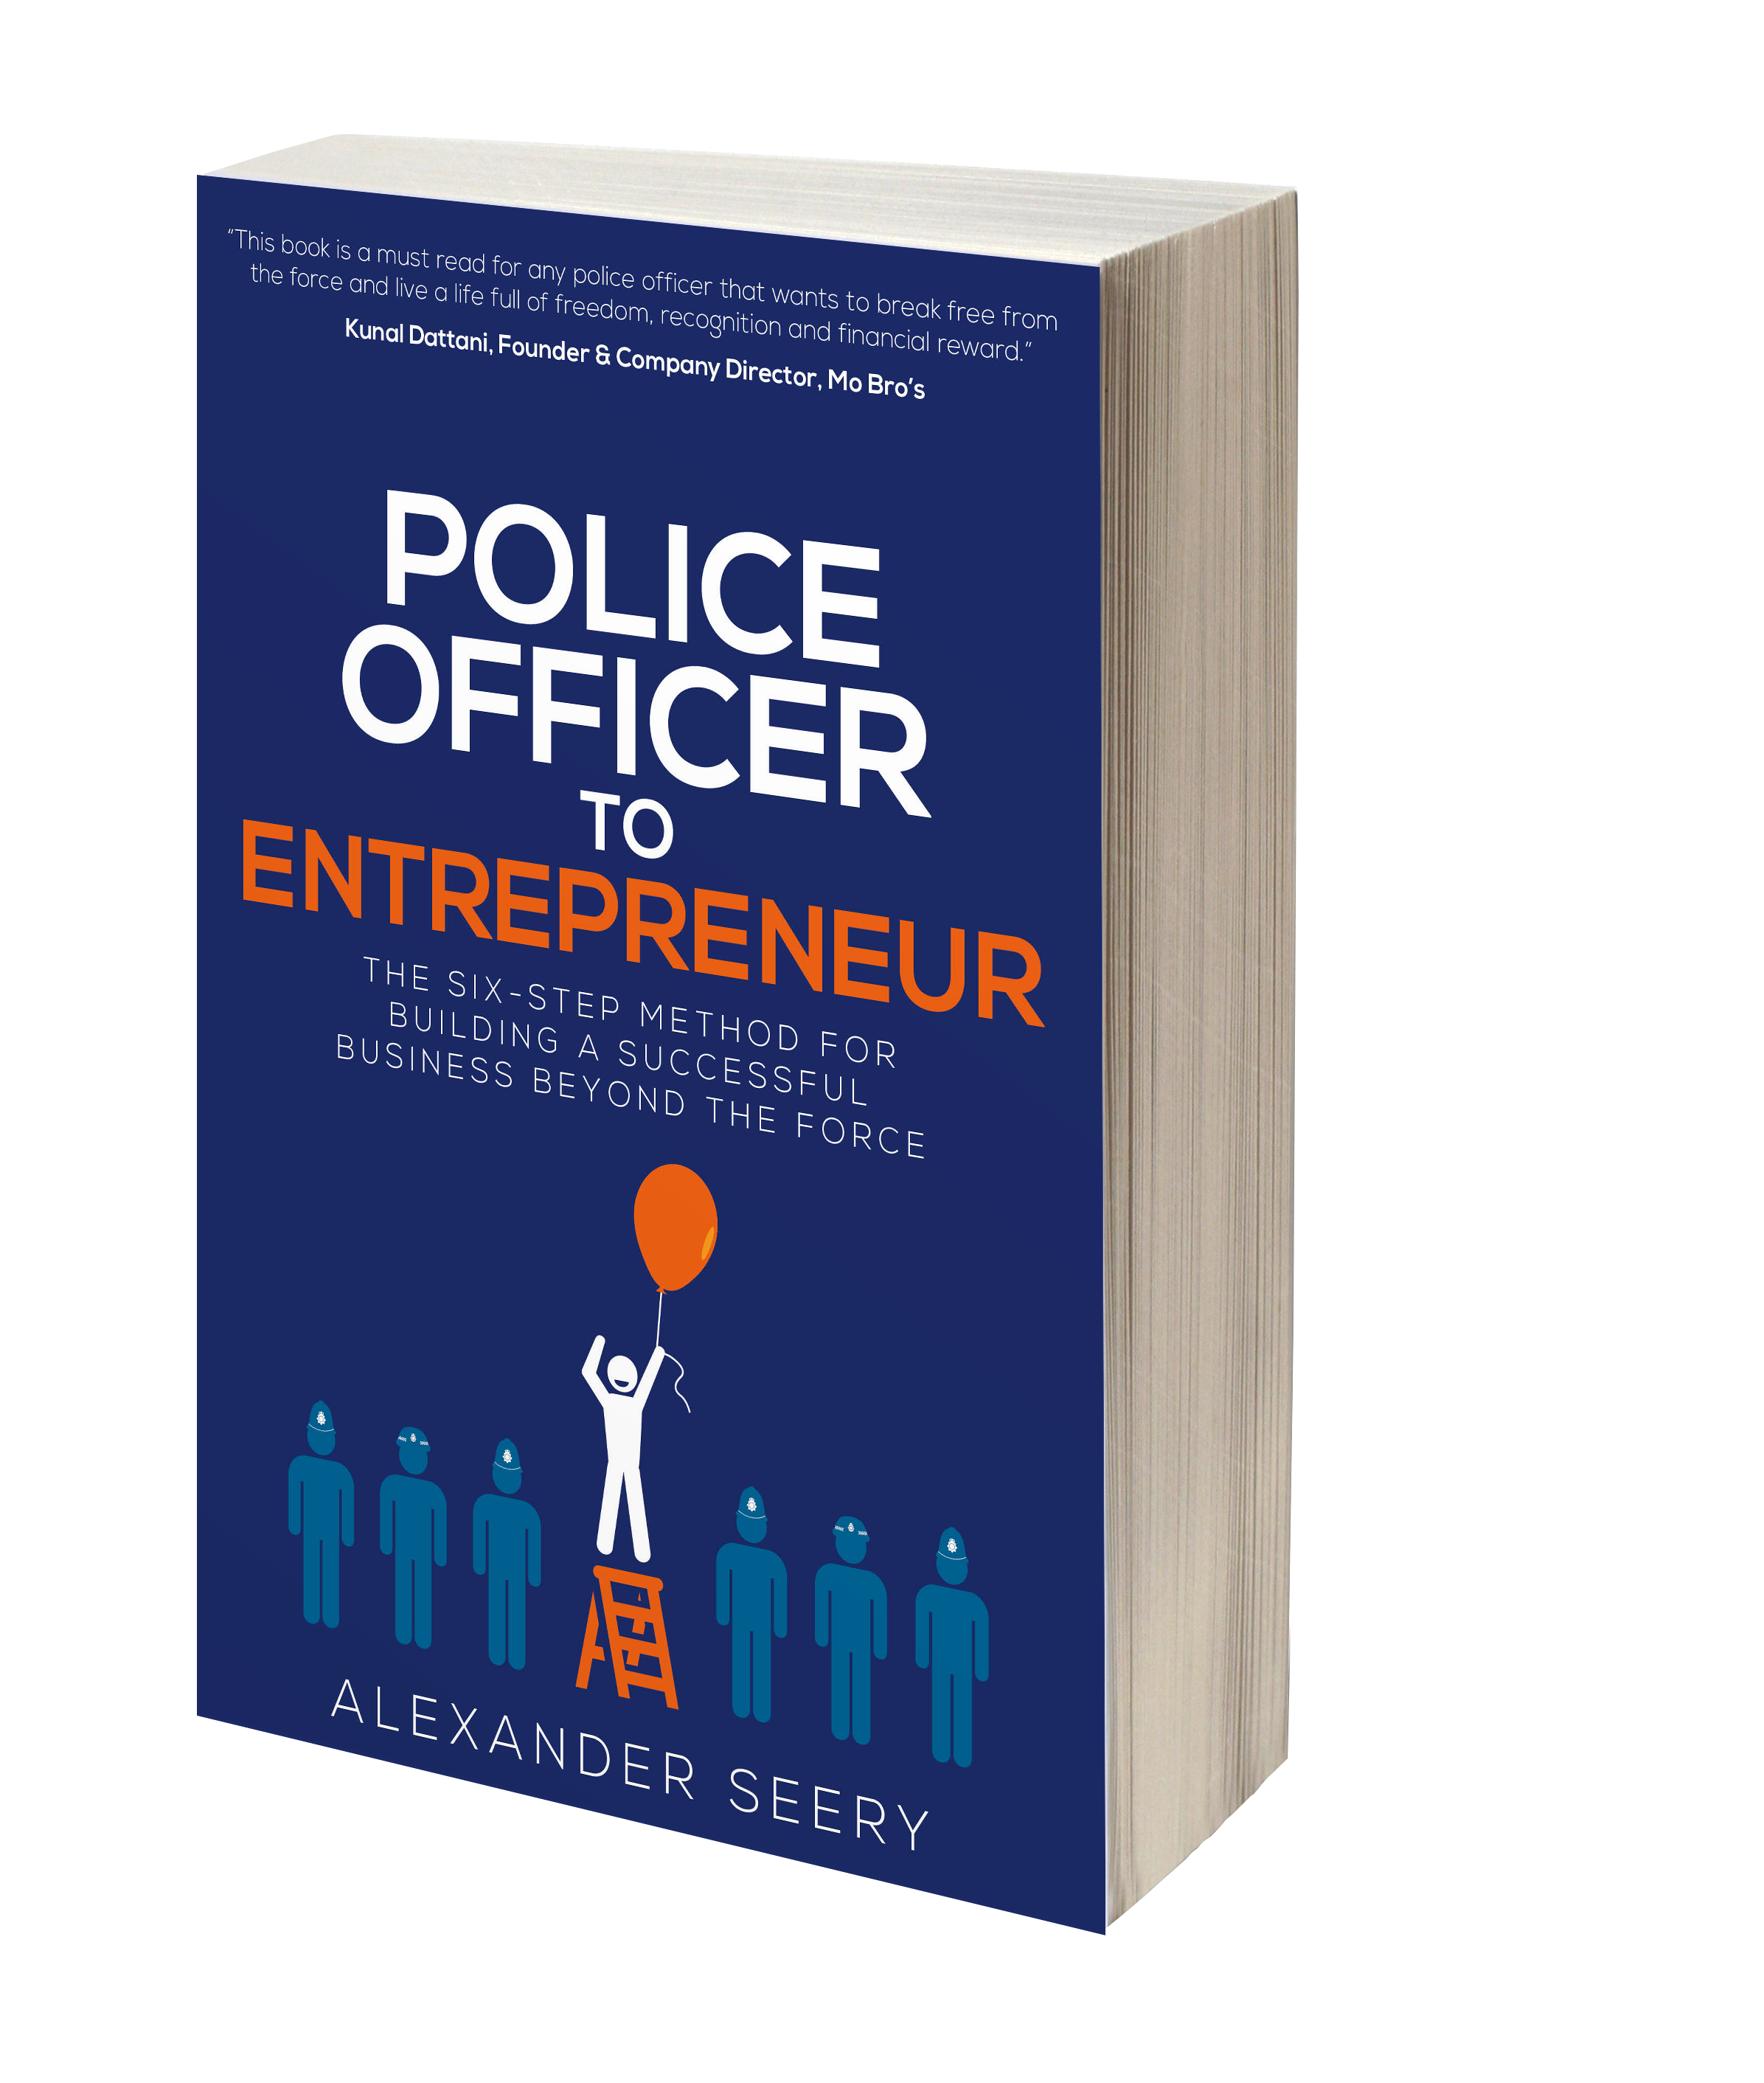 “This book is a must read for any police officer that wants to break free from
the force and live a life full of freedom, recognition and financial reward.”
Kunal Dattani, Founder & Company Director, Mo Bro’s
POLICE
OFFICER
TO
ENTREPRENEUR
THE SIX-STEP METHOD FOR
BUILDING A SUCCESSFUL
BUSINESS BEYOND THE FORCE
ALEXANDER SEERY